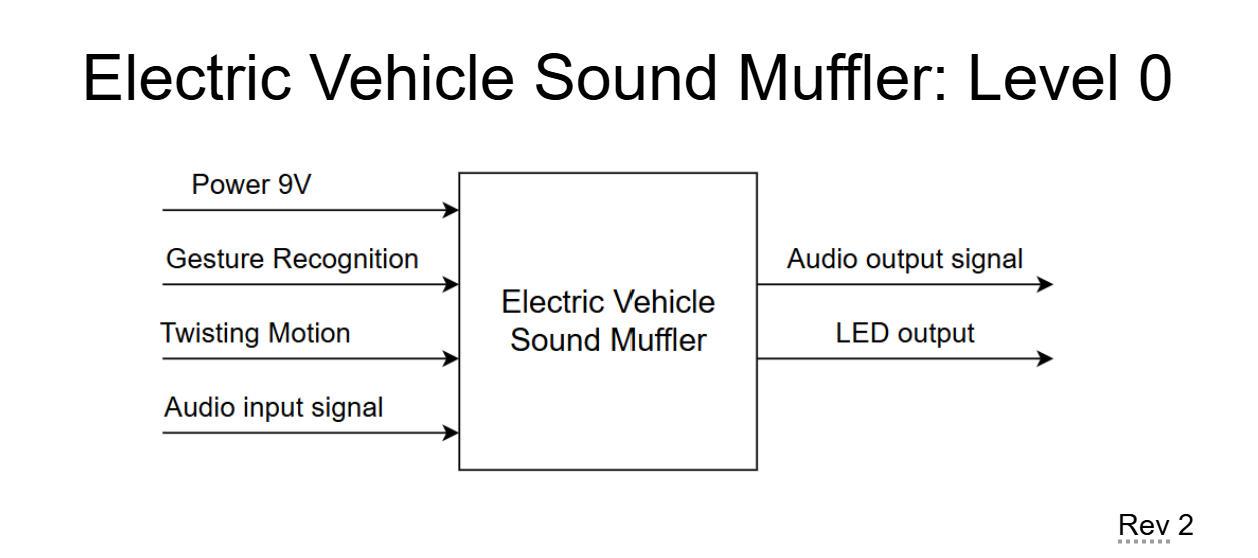 Electric Vehicle Sound Muffler: Level 0
Power 9V
Gesture Recognition
Twisting Motion
Audio input signal
Electric Vehicle
Sound Muffler
Audio output signal
LED output
Rev 2